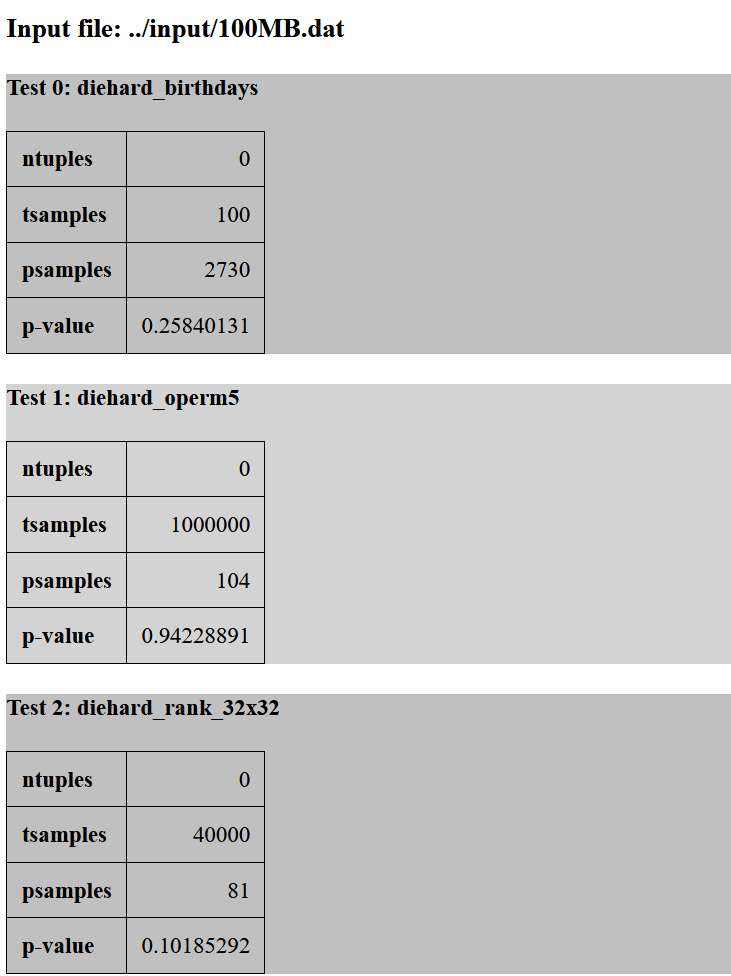 Input file: ../input/100MB.dat
Test 0: diehard_birthdays
ntuples 0
tsamples 100
psamples 2730
p-value 0.25840131
Test 1: diehard_operm5
ntuples 0
tsamples 1000000
psamples 104
p-value 0.94228891
Test 2: diehard_rank_32x32
ntuples 0
tsamples 40000
psamples 81
p-value 0.10185292